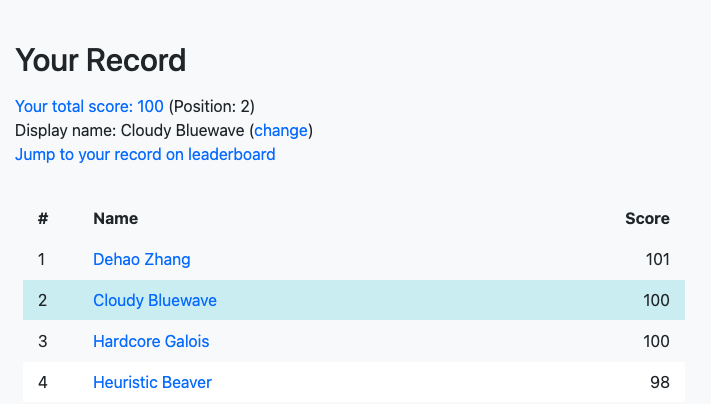 Your Record
Your total score: 100 (Position: 2)
Display name: Cloudy Bluewave (change)
Jump to your record on leaderboard
# Name Score
1 Dehao Zhang 101
2 Cloudy Bluewave 100
3 Hardcore Galois 100
4 Heuristic Beaver 98